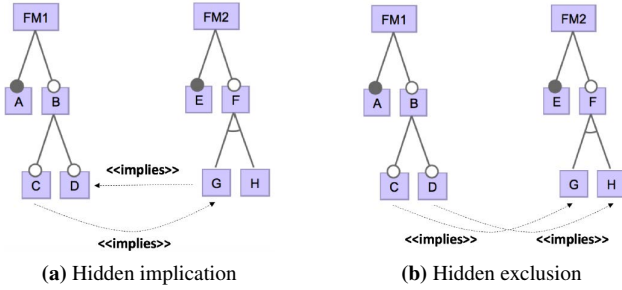 FM1 FM2 FM1 FM2
A B E F A B E F
<<implies>>
C D G H C D G H
<<implies>> <<implies>> <<implies>>
(a) Hidden implication (b) Hidden exclusion